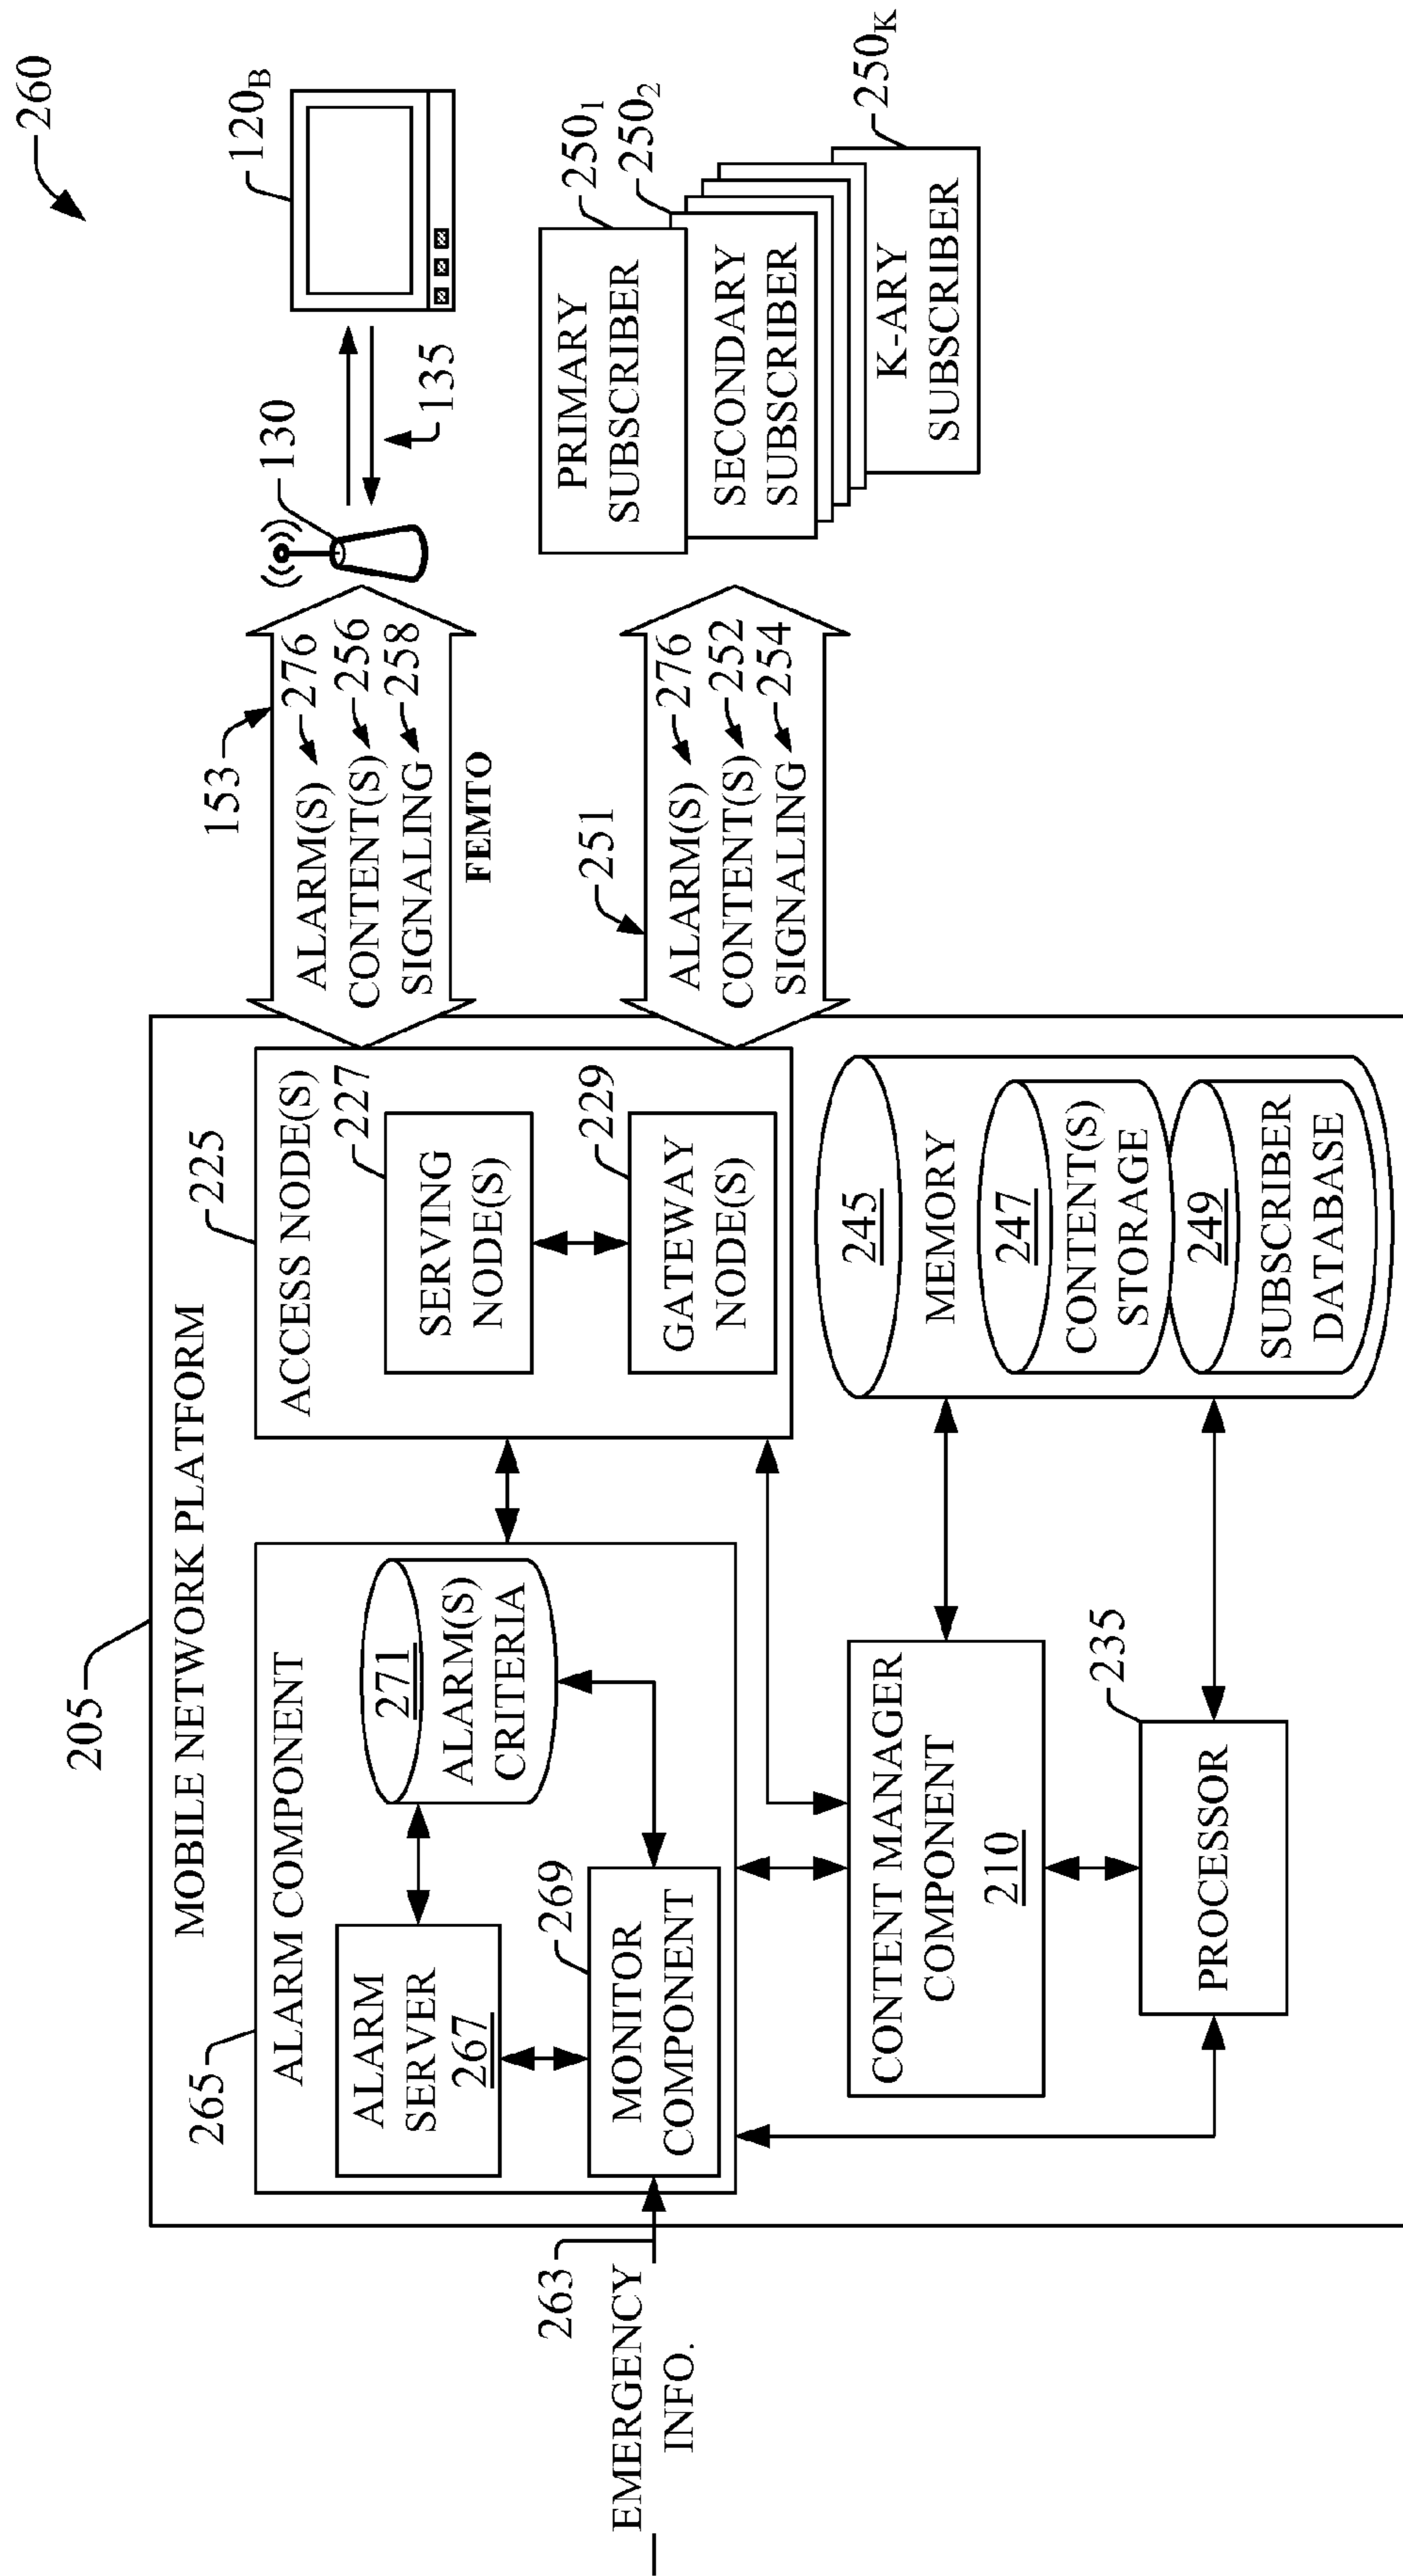 260
205
MOBILE NETWORK PLATFORM
265
ALARM COMPONENT
ALARM
SERVER
267
271
ALARM(S)
CRITERIA
269
MONITOR
COMPONENT
263
EMERGENCY
INFO.
225
ACCESS NODE(S)
227
SERVING
NODE(S)
229
GATEWAY
NODE(S)
CONTENT MANAGER
COMPONENT
210
235
PROCESSOR
245
MEMORY
247
CONTENT(S)
STORAGE
249
SUBSCRIBER
DATABASE
153
ALARM(S) 276
CONTENT(S) 256
SIGNALING 258
FEMTO
251
ALARM(S) 276
CONTENT(S) 252
SIGNALING 254
130
135
120B
PRIMARY
SUBSCRIBER
2501
SECONDARY
SUBSCRIBER
2502
K-ARY
SUBSCRIBER
250K